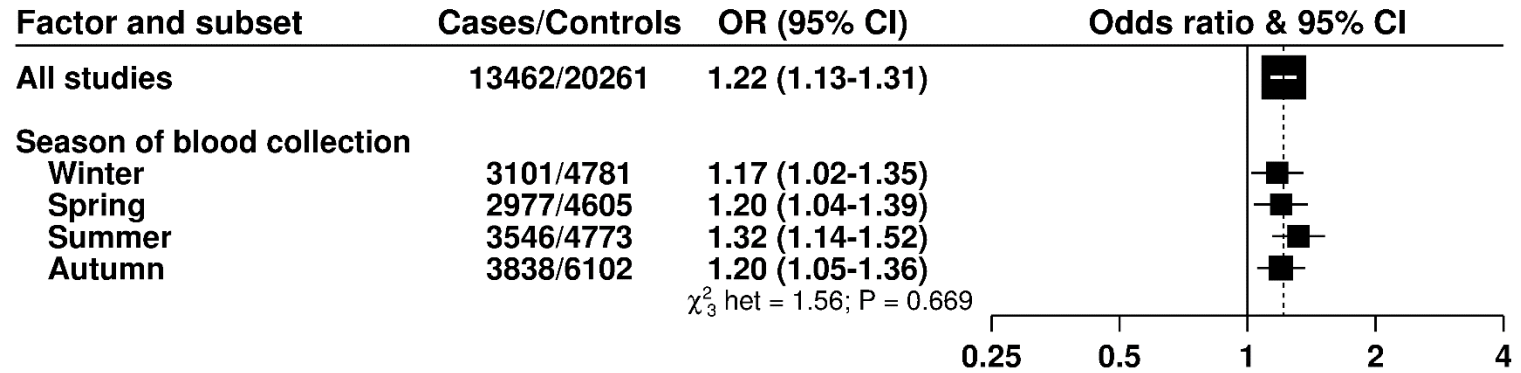 Factor and subset Cases/Controls OR (95% CI) Odds ratio & 95% CI
All studies 13462/20261 1.22 (1.13-1.31)
Season of blood collection
Winter 3101/4781 1.17 (1.02-1.35)
Spring 2977/4605 1.20 (1.04-1.39)
Summer 3546/4773 1.32 (1.14-1.52)
Autumn 3838/6102 1.20 (1.05-1.36)
χ²₃ het = 1.56; P = 0.669
0.25 0.5 1 2 4